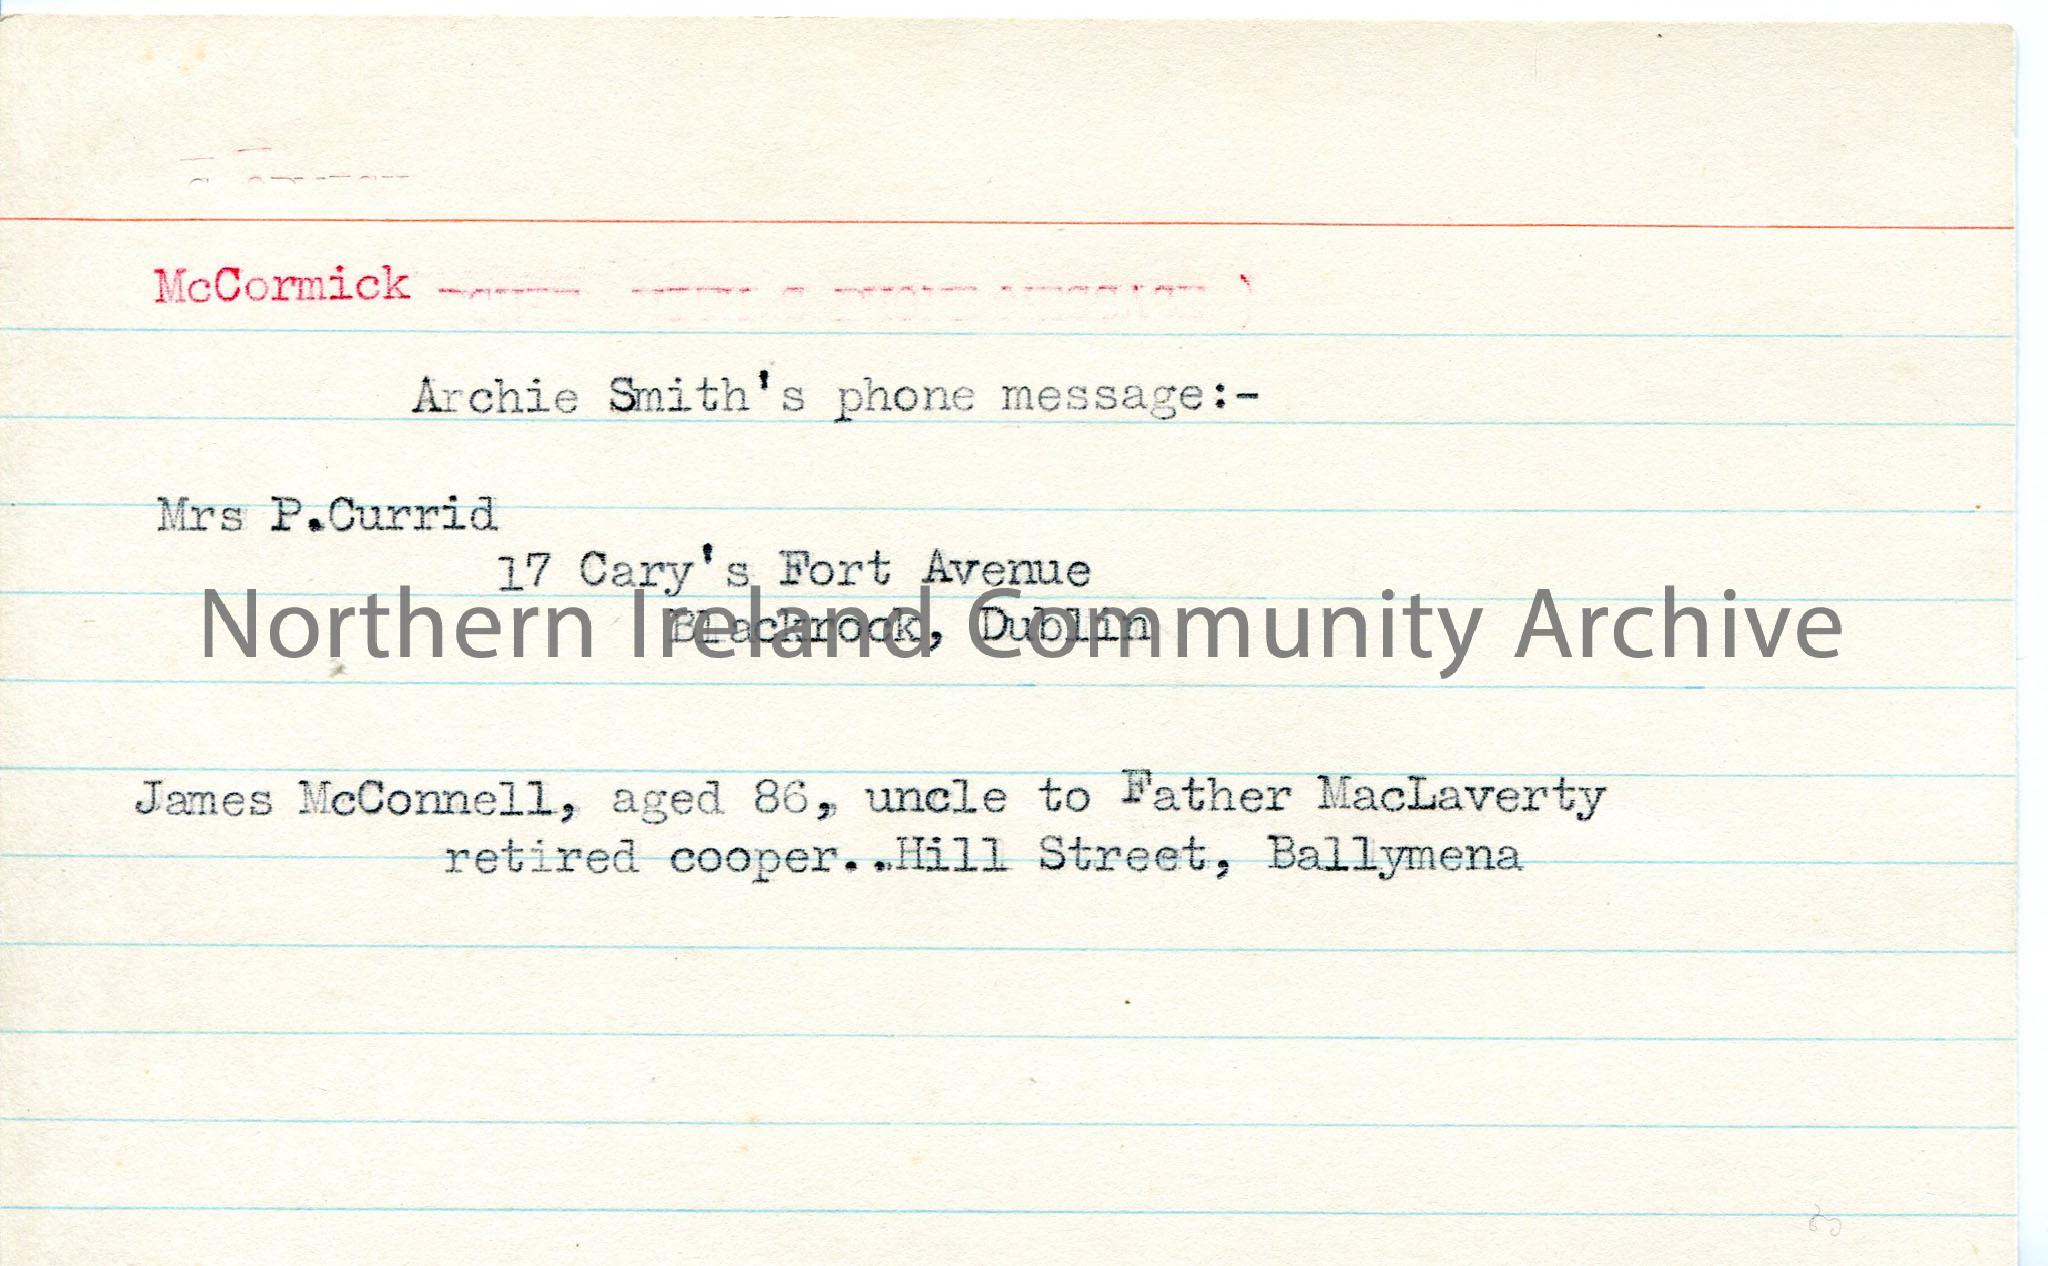 McCormick
Archie Smith's phone message:-
Mrs P.Currid
17 Cary's Fort Avenue
Blackrock, Dublin
Northern Ireland Community Archive
James McConnell, aged 86, uncle to Father MacLaverty
retired cooper..Hill Street, Ballymena